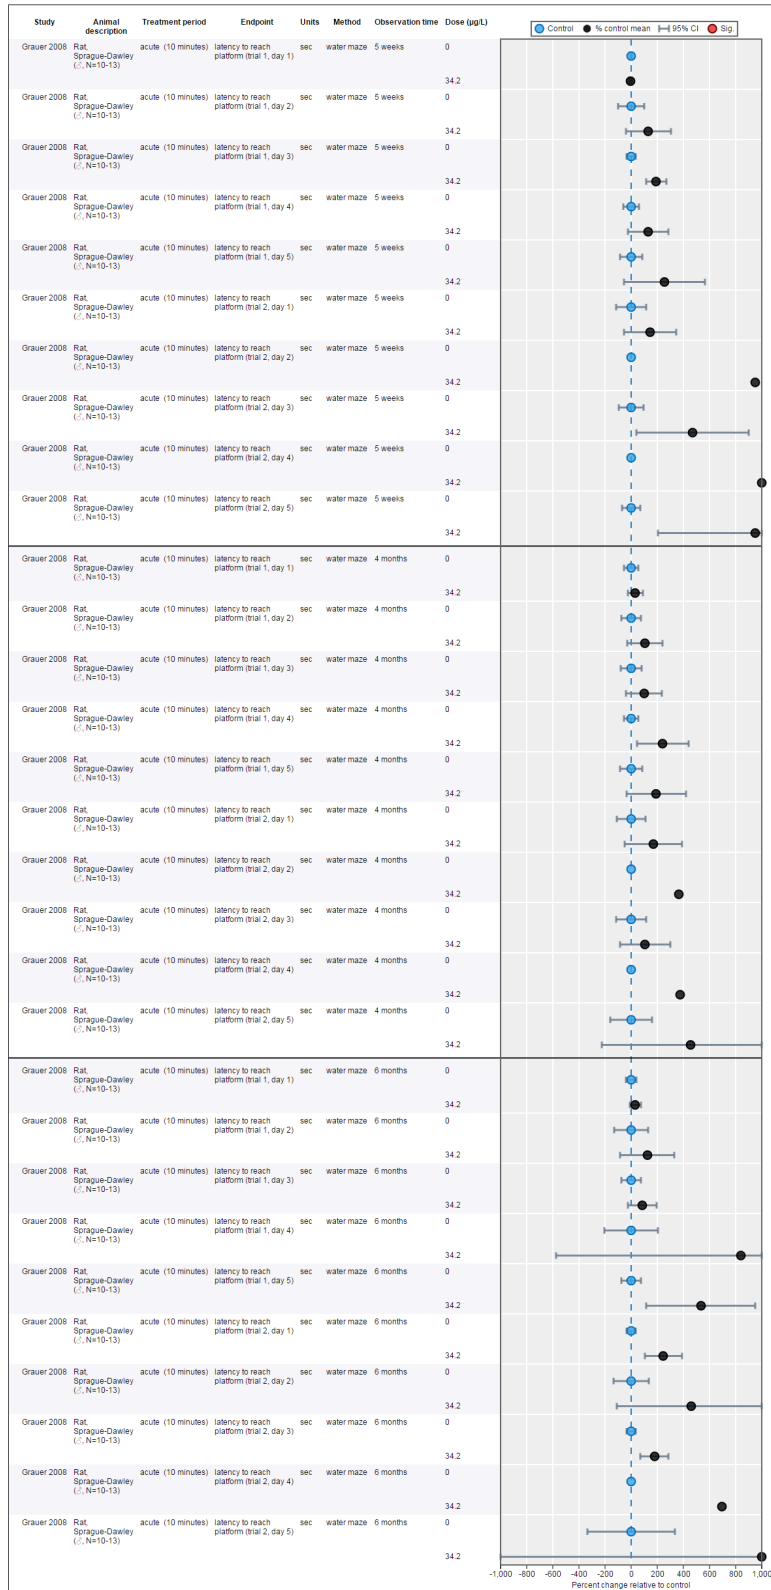 Study Animal Treatment period Endpoint Units Method Observation time Dose (µg/L)
description
Control % control mean 95% CI Sig.
Grauer 2008 Rat, acute (10 minutes) latency to reach sec water maze 5 weeks 0
Sprague-Dawley platform (trial 1, day 1)
(♂, N=10-13)
34.2
Grauer 2008 Rat, acute (10 minutes) latency to reach sec water maze 5 weeks 0
Sprague-Dawley platform (trial 1, day 2)
(♂, N=10-13)
34.2
Grauer 2008 Rat, acute (10 minutes) latency to reach sec water maze 5 weeks 0
Sprague-Dawley platform (trial 1, day 3)
(♂, N=10-13)
34.2
Grauer 2008 Rat, acute (10 minutes) latency to reach sec water maze 5 weeks 0
Sprague-Dawley platform (trial 1, day 4)
(♂, N=10-13)
34.2
Grauer 2008 Rat, acute (10 minutes) latency to reach sec water maze 5 weeks 0
Sprague-Dawley platform (trial 1, day 5)
(♂, N=10-13)
34.2
Grauer 2008 Rat, acute (10 minutes) latency to reach sec water maze 5 weeks 0
Sprague-Dawley platform (trial 2, day 1)
(♂, N=10-13)
34.2
Grauer 2008 Rat, acute (10 minutes) latency to reach sec water maze 5 weeks 0
Sprague-Dawley platform (trial 2, day 2)
(♂, N=10-13)
34.2
Grauer 2008 Rat, acute (10 minutes) latency to reach sec water maze 5 weeks 0
Sprague-Dawley platform (trial 2, day 3)
(♂, N=10-13)
34.2
Grauer 2008 Rat, acute (10 minutes) latency to reach sec water maze 5 weeks 0
Sprague-Dawley platform (trial 2, day 4)
(♂, N=10-13)
34.2
Grauer 2008 Rat, acute (10 minutes) latency to reach sec water maze 5 weeks 0
Sprague-Dawley platform (trial 2, day 5)
(♂, N=10-13)
34.2
Grauer 2008 Rat, acute (10 minutes) latency to reach sec water maze 4 months 0
Sprague-Dawley platform (trial 1, day 1)
(♂, N=10-13)
34.2
Grauer 2008 Rat, acute (10 minutes) latency to reach sec water maze 4 months 0
Sprague-Dawley platform (trial 1, day 2)
(♂, N=10-13)
34.2
Grauer 2008 Rat, acute (10 minutes) latency to reach sec water maze 4 months 0
Sprague-Dawley platform (trial 1, day 3)
(♂, N=10-13)
34.2
Grauer 2008 Rat, acute (10 minutes) latency to reach sec water maze 4 months 0
Sprague-Dawley platform (trial 1, day 4)
(♂, N=10-13)
34.2
Grauer 2008 Rat, acute (10 minutes) latency to reach sec water maze 4 months 0
Sprague-Dawley platform (trial 1, day 5)
(♂, N=10-13)
34.2
Grauer 2008 Rat, acute (10 minutes) latency to reach sec water maze 4 months 0
Sprague-Dawley platform (trial 2, day 1)
(♂, N=10-13)
34.2
Grauer 2008 Rat, acute (10 minutes) latency to reach sec water maze 4 months 0
Sprague-Dawley platform (trial 2, day 2)
(♂, N=10-13)
34.2
Grauer 2008 Rat, acute (10 minutes) latency to reach sec water maze 4 months 0
Sprague-Dawley platform (trial 2, day 3)
(♂, N=10-13)
34.2
Grauer 2008 Rat, acute (10 minutes) latency to reach sec water maze 4 months 0
Sprague-Dawley platform (trial 2, day 4)
(♂, N=10-13)
34.2
Grauer 2008 Rat, acute (10 minutes) latency to reach sec water maze 4 months 0
Sprague-Dawley platform (trial 2, day 5)
(♂, N=10-13)
34.2
Grauer 2008 Rat, acute (10 minutes) latency to reach sec water maze 6 months 0
Sprague-Dawley platform (trial 1, day 1)
(♂, N=10-13)
34.2
Grauer 2008 Rat, acute (10 minutes) latency to reach sec water maze 6 months 0
Sprague-Dawley platform (trial 1, day 2)
(♂, N=10-13)
34.2
Grauer 2008 Rat, acute (10 minutes) latency to reach sec water maze 6 months 0
Sprague-Dawley platform (trial 1, day 3)
(♂, N=10-13)
34.2
Grauer 2008 Rat, acute (10 minutes) latency to reach sec water maze 6 months 0
Sprague-Dawley platform (trial 1, day 4)
(♂, N=10-13)
34.2
Grauer 2008 Rat, acute (10 minutes) latency to reach sec water maze 6 months 0
Sprague-Dawley platform (trial 1, day 5)
(♂, N=10-13)
34.2
Grauer 2008 Rat, acute (10 minutes) latency to reach sec water maze 6 months 0
Sprague-Dawley platform (trial 2, day 1)
(♂, N=10-13)
34.2
Grauer 2008 Rat, acute (10 minutes) latency to reach sec water maze 6 months 0
Sprague-Dawley platform (trial 2, day 2)
(♂, N=10-13)
34.2
Grauer 2008 Rat, acute (10 minutes) latency to reach sec water maze 6 months 0
Sprague-Dawley platform (trial 2, day 3)
(♂, N=10-13)
34.2
Grauer 2008 Rat, acute (10 minutes) latency to reach sec water maze 6 months 0
Sprague-Dawley platform (trial 2, day 4)
(♂, N=10-13)
34.2
Grauer 2008 Rat, acute (10 minutes) latency to reach sec water maze 6 months 0
Sprague-Dawley platform (trial 2, day 5)
(♂, N=10-13)
34.2
-1,000 -800 -600 -400 -200 0 200 400 600 800 1,000
Percent change relative to control